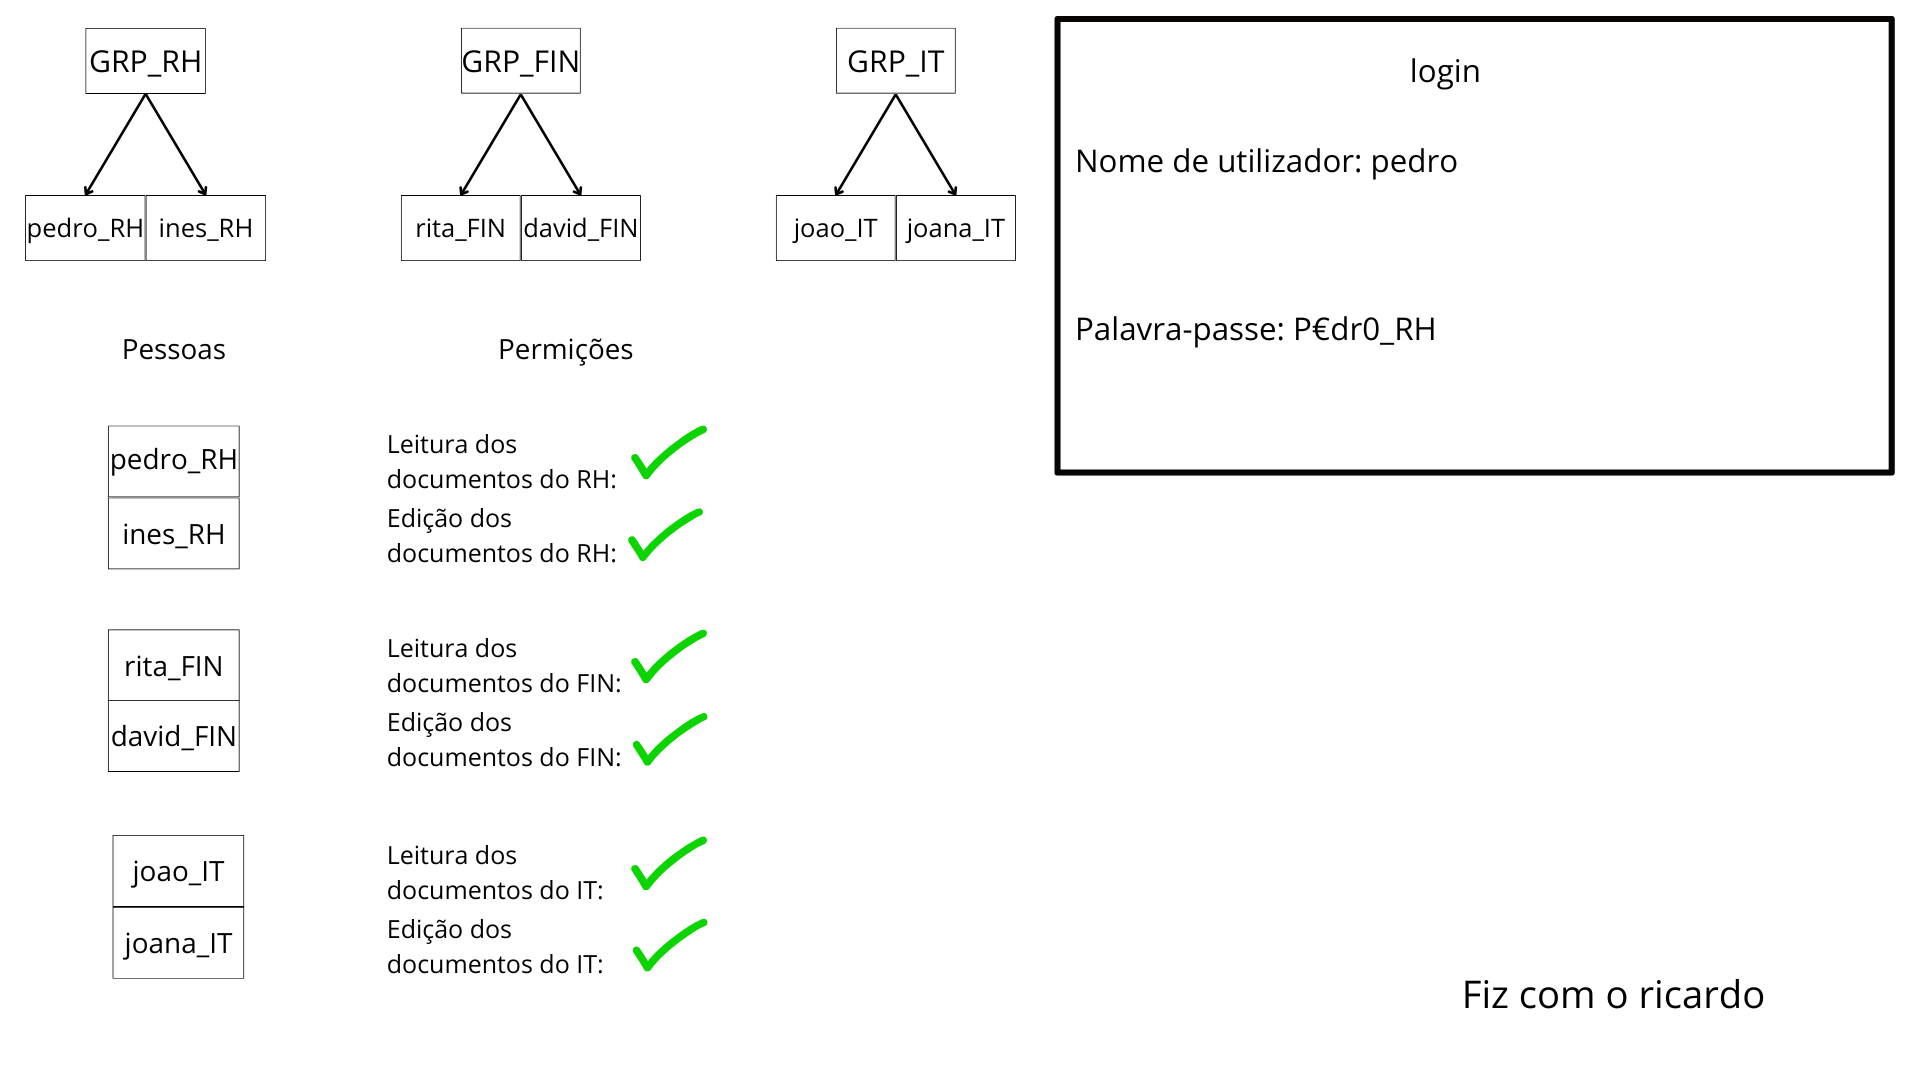 GRP_RH
GRP_FIN
GRP_IT
pedro_RH
ines_RH
rita_FIN
david_FIN
joao_IT
joana_IT
login
Nome de utilizador: pedro
Palavra-passe: P€dr0_RH
Pessoas
Permições
pedro_RH
ines_RH
Leitura dos
documentos do RH:
Edição dos
documentos do RH:
rita_FIN
david_FIN
Leitura dos
documentos do FIN:
Edição dos
documentos do FIN:
joao_IT
joana_IT
Leitura dos
documentos do IT:
Edição dos
documentos do IT:
Fiz com o ricardo